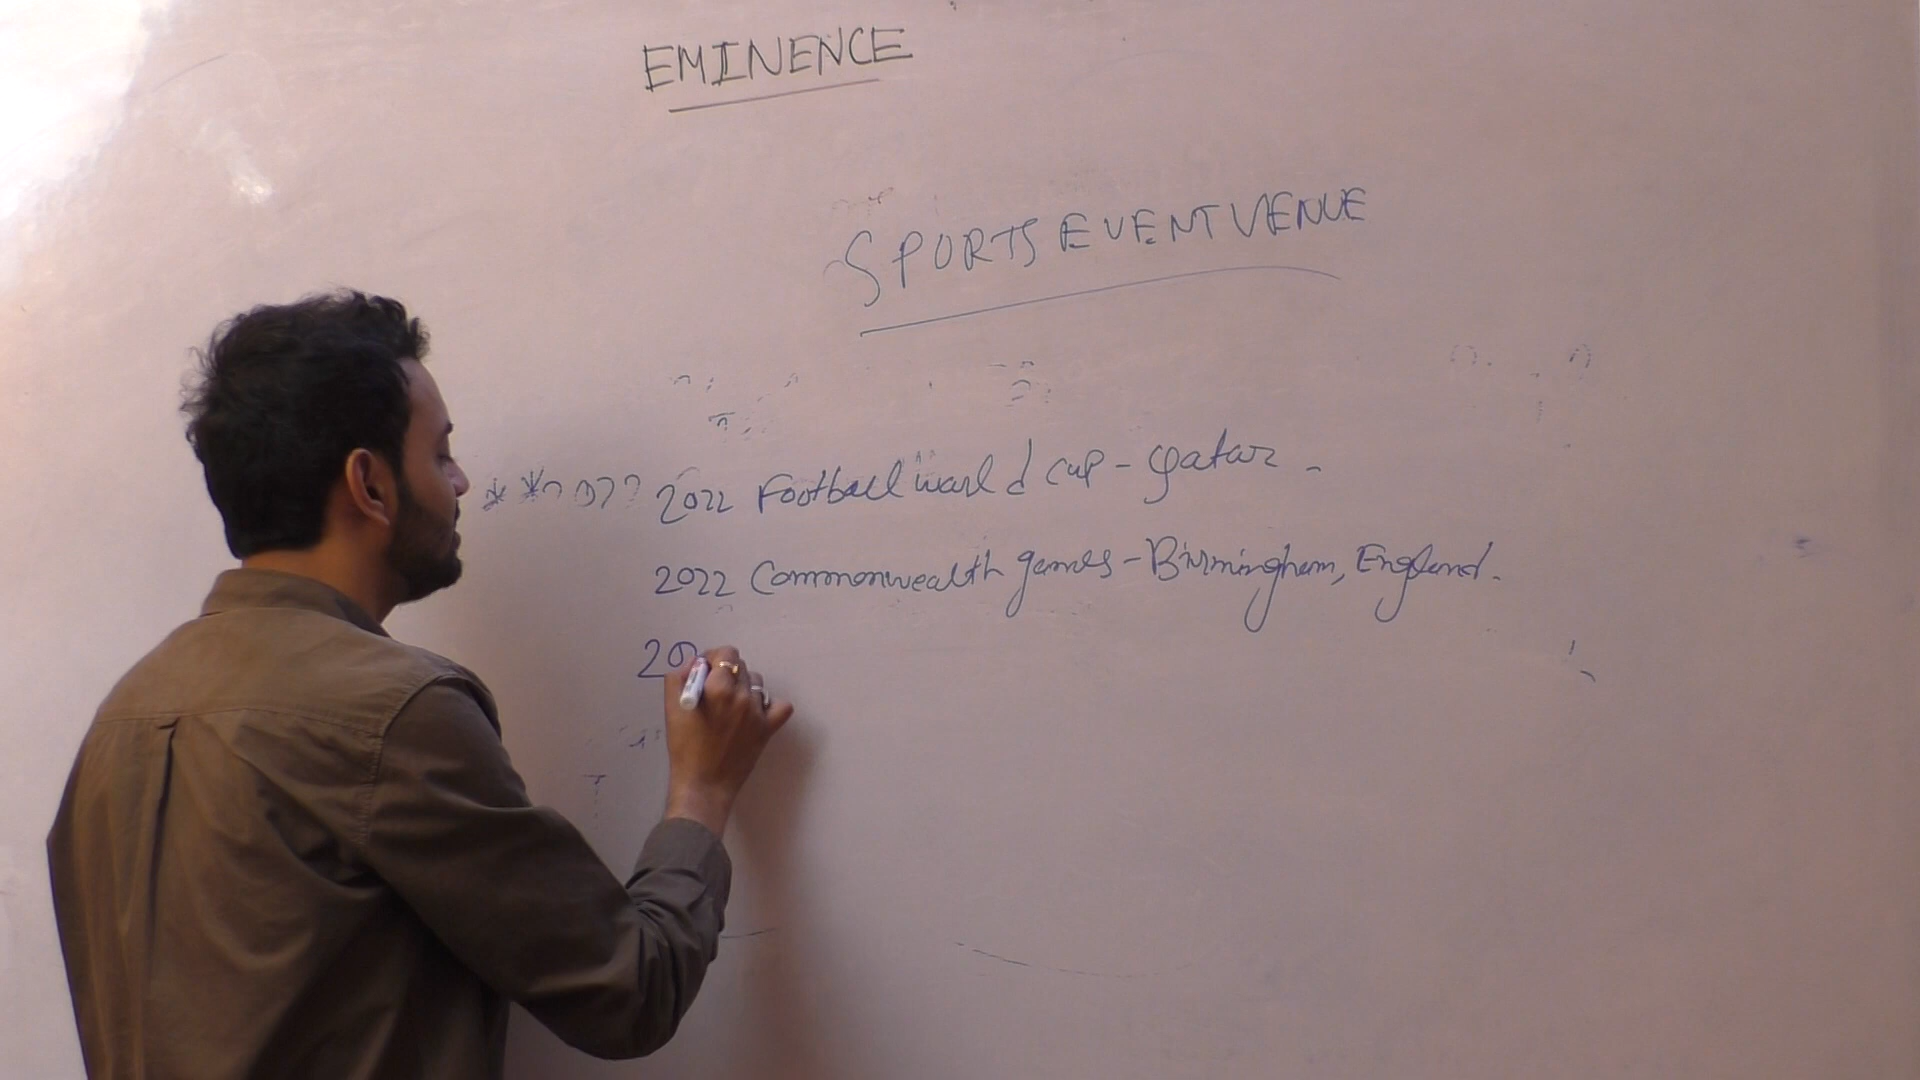 EMINENCE
SPORTS EVENT VENUE
2022 Football world cup - Qatar -
2022 Commonwealth games - Birmingham, England.
20